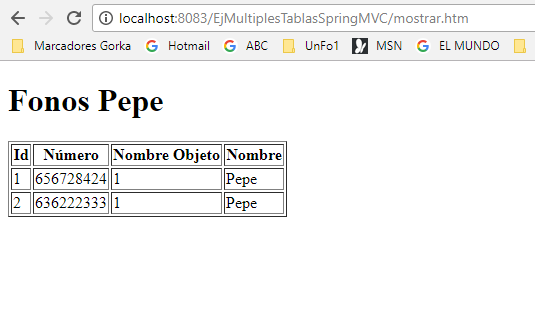 localhost:8083/EjMultiplesTablasSpringMVC/mostrar.htm
Marcadores Gorka Hotmail ABC UnFo1 MSN EL MUNDO
Fonos Pepe
Id Número Nombre Objeto Nombre
1 656728424 1 Pepe
2 636222333 1 Pepe